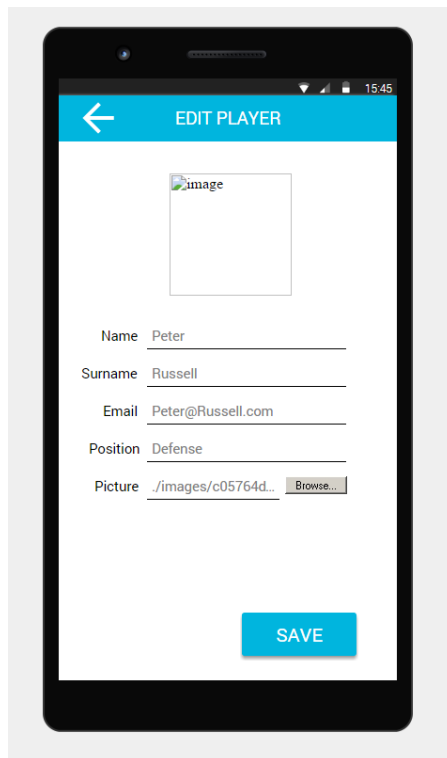 15:45
EDIT PLAYER
image
Name Peter
Surname Russell
Email Peter@Russell.com
Position Defense
Picture ./images/c05764d... Browse...
SAVE